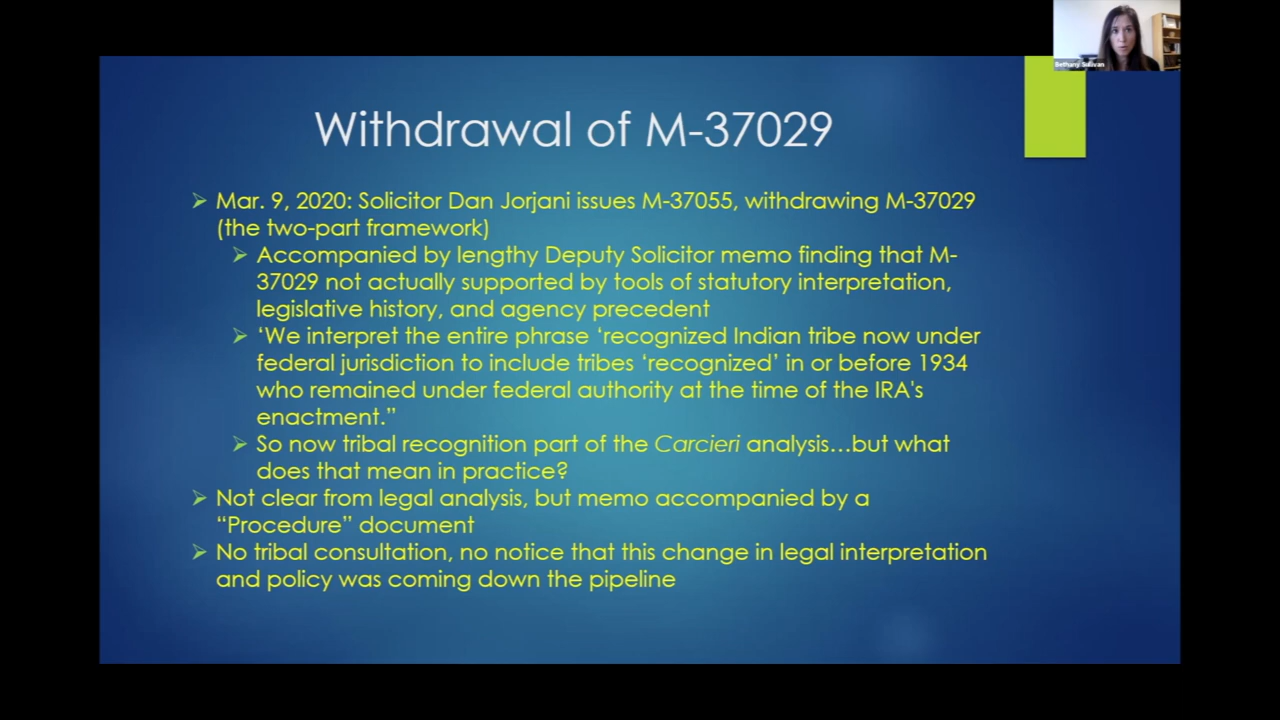 Bethany Sullivan
Withdrawal of M-37029
Mar. 9, 2020: Solicitor Dan Jorjani issues M-37055, withdrawing M-37029
(the two-part framework)
Accompanied by lengthy Deputy Solicitor memo finding that M-
37029 not actually supported by tools of statutory interpretation,
legislative history, and agency precedent
‘We interpret the entire phrase ‘recognized Indian tribe now under
federal jurisdiction to include tribes ‘recognized’ in or before 1934
who remained under federal authority at the time of the IRA's
enactment.”
So now tribal recognition part of the Carcieri analysis…but what
does that mean in practice?
Not clear from legal analysis, but memo accompanied by a
“Procedure” document
No tribal consultation, no notice that this change in legal interpretation
and policy was coming down the pipeline